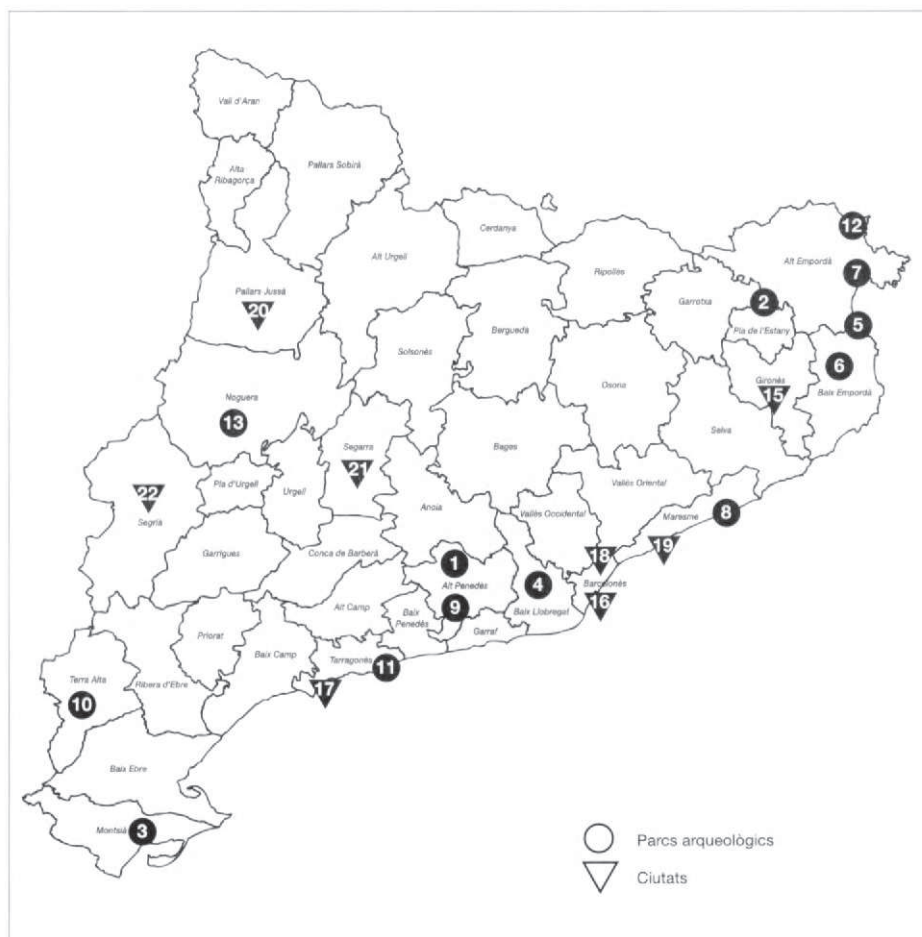 Vall d'Aran
Alta
Ribagorça
Pallars Sobirà
Cerdanya
Alt Urgell
Ripollès
12
Alt Empordà
7
Garrotxa
2
Pallars Jussà
20
Berguedà
Pla de l'Estany
5
Solsonès
6
Baix Empordà
Gironès
15
Osona
Noguera
13
Selva
Segarra
21
Bages
Pla d'Urgell
Urgell
22
Segrià
Vallès Oriental
Anoia
Vallès Occidental
Maresme
8
Garrigues
Conca de Barberà
18
19
1
Alt Penedès
4
Barcelonès
16
9
Baix Llobregat
Alt Camp
Baix
Penedès
Garraf
Priorat
Baix Camp
Tarragonès
11
17
Terra Alta
10
Ribera d'Ebre
Baix Ebre
Montsià
3
Parcs arqueològics
Ciutats